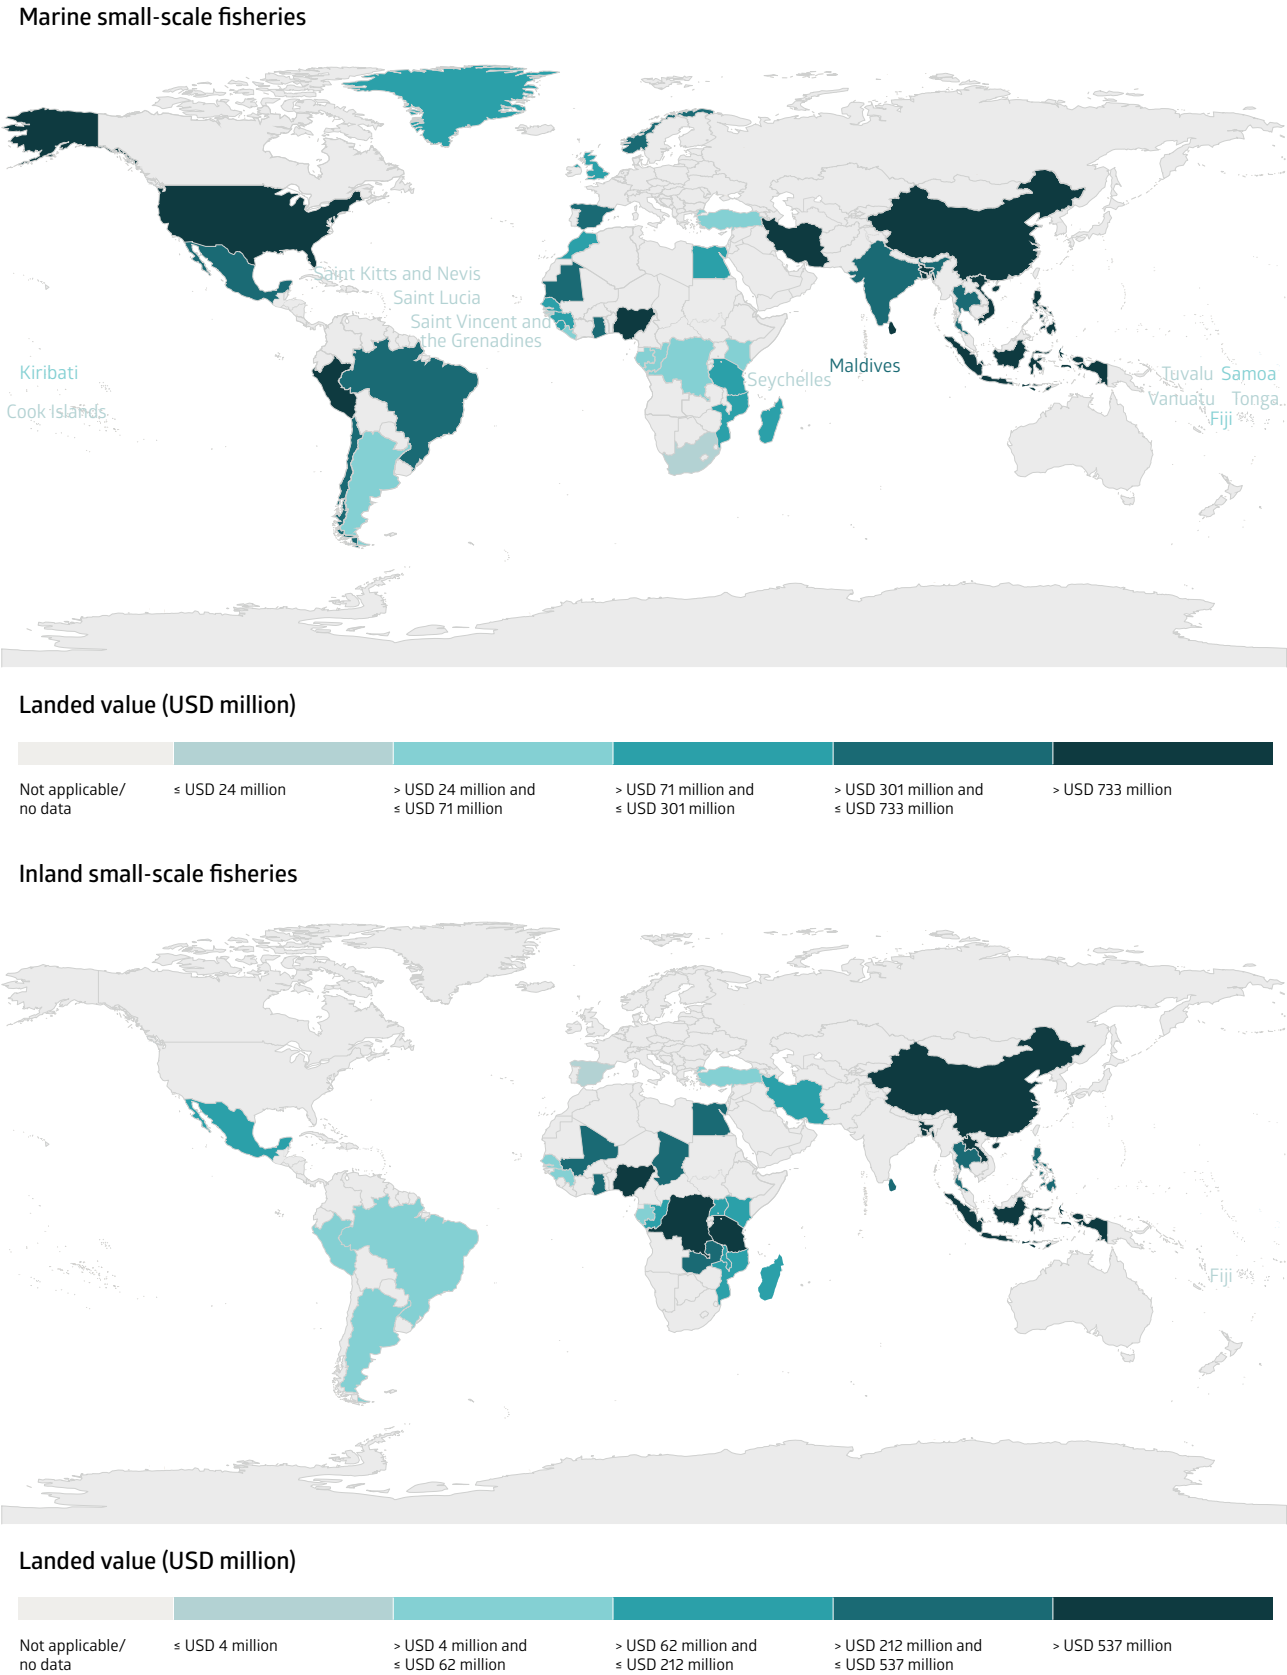 Marine small-scale fisheries
Saint Kitts and Nevis
Saint Lucia
Saint Vincent and
the Grenadines
Kiribati
Cook Islands
Maldives
Seychelles
Tuvalu Samoa
Vanuatu Tonga
Fiji
Landed value (USD million)
Not applicable/
no data
≤ USD 24 million
> USD 24 million and
≤ USD 71 million
> USD 71 million and
≤ USD 301 million
> USD 301 million and
≤ USD 733 million
> USD 733 million
Inland small-scale fisheries
Fiji
Landed value (USD million)
Not applicable/
no data
≤ USD 4 million
> USD 4 million and
≤ USD 62 million
> USD 62 million and
≤ USD 212 million
> USD 212 million and
≤ USD 537 million
> USD 537 million